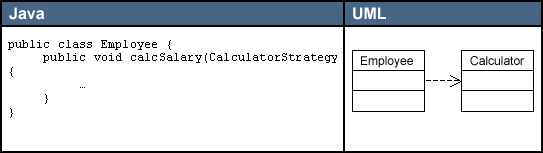 Java
UML
public class Employee {
public void calcSalary(CalculatorStrategy
{
…
}
}
Employee
Calculator